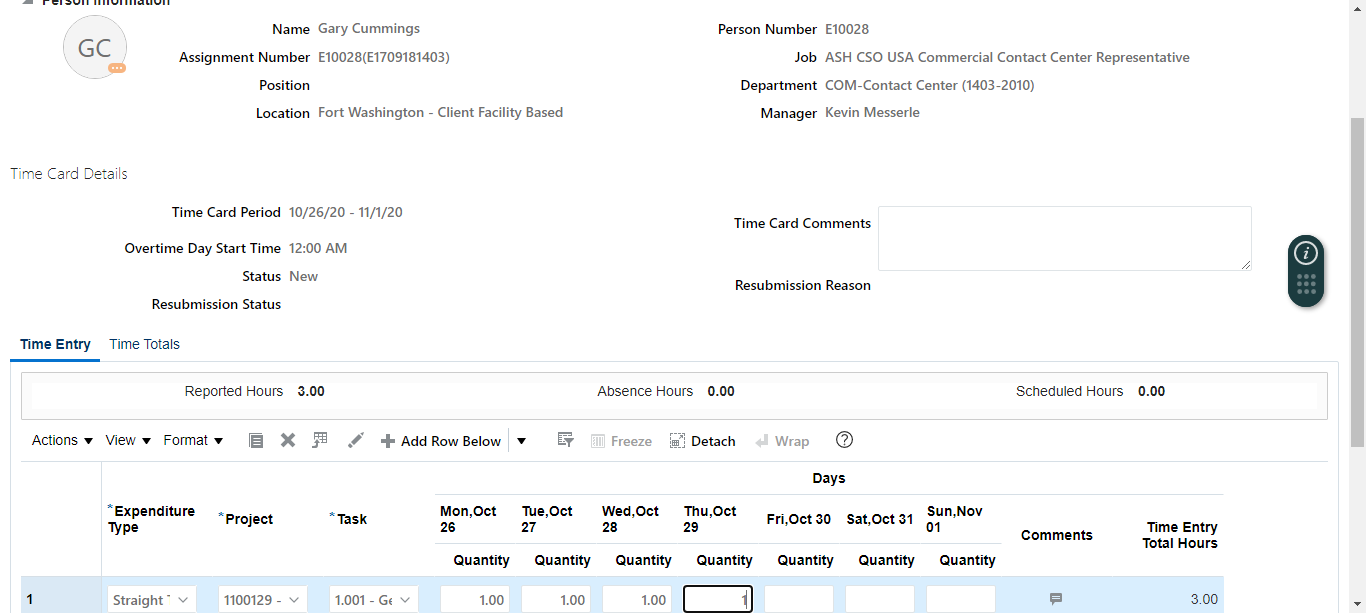 Person Information
GC
Name Gary Cummings
Person Number E10028
Assignment Number E10028(E1709181403)
Job ASH CSO USA Commercial Contact Center Representative
Position
Department COM-Contact Center (1403-2010)
Location Fort Washington - Client Facility Based
Manager Kevin Messerle
Time Card Details
Time Card Period 10/26/20 - 11/1/20
Time Card Comments
Overtime Day Start Time 12:00 AM
Status New
Resubmission Reason
Resubmission Status
Time Entry Time Totals
Reported Hours 3.00 Absence Hours 0.00 Scheduled Hours 0.00
Actions View Format Add Row Below Freeze Detach Wrap
Days
*Expenditure Type *Project *Task Mon,Oct 26 Tue,Oct 27 Wed,Oct 28 Thu,Oct 29 Fri,Oct 30 Sat,Oct 31 Sun,Nov 01 Comments Time Entry Total Hours
Quantity Quantity Quantity Quantity Quantity Quantity Quantity
1 Straight 1100129 - 1.001 - Ge 1.00 1.00 1.00 1 3.00